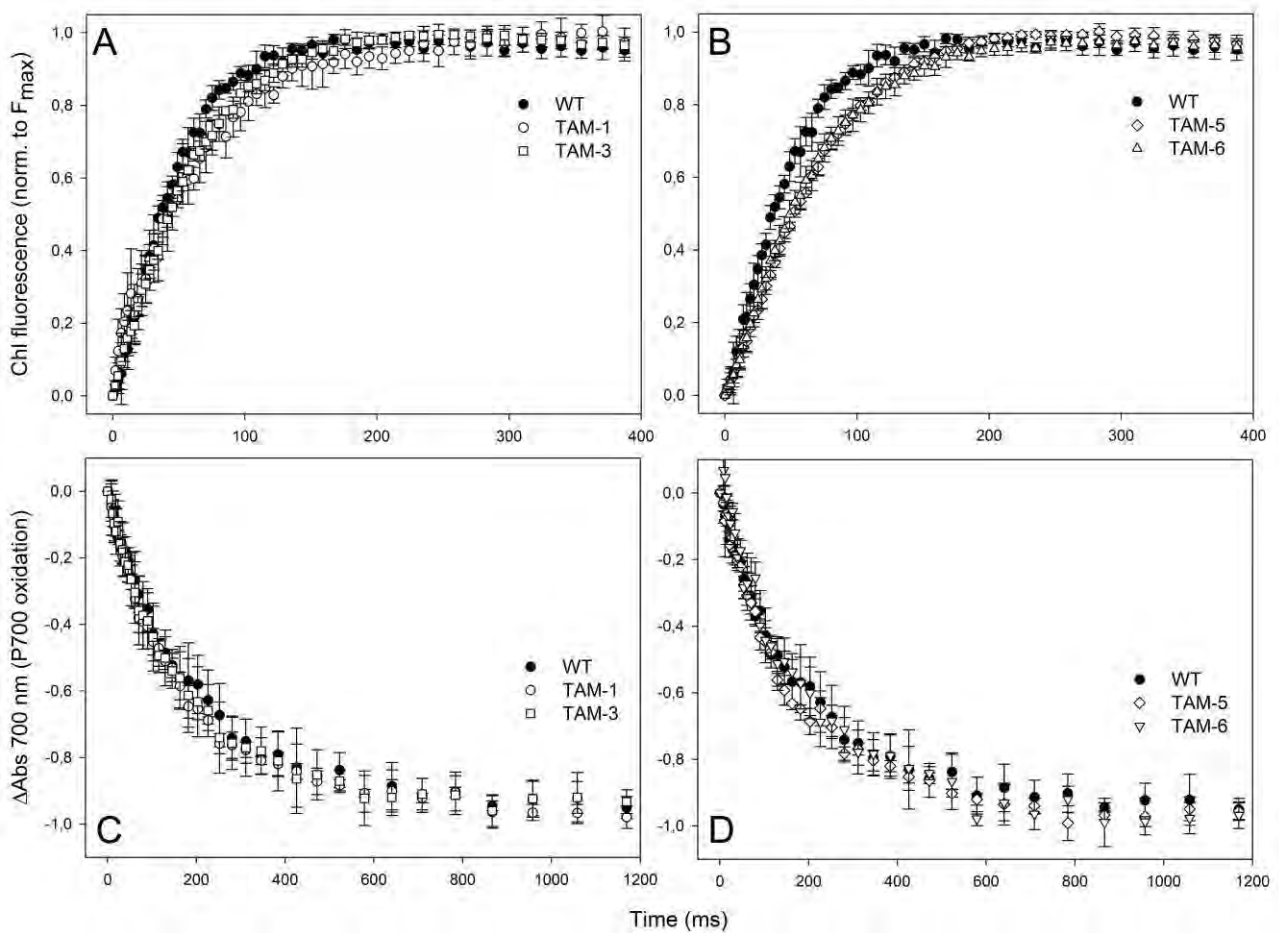 Chl fluorescence (norm. to Fmax)
A
1,0
0,8
0,6
0,4
0,2
0,0
WT
TAM-1
TAM-3
0 100 200 300 400
B
1,0
0,8
0,6
0,4
0,2
0,0
WT
TAM-5
TAM-6
0 100 200 300 400
ΔAbs 700 nm (P700 oxidation)
C
0,0
-0,2
-0,4
-0,6
-0,8
-1,0
WT
TAM-1
TAM-3
0 200 400 600 800 1000 1200
D
0,0
-0,2
-0,4
-0,6
-0,8
-1,0
WT
TAM-5
TAM-6
0 200 400 600 800 1000 1200
Time (ms)